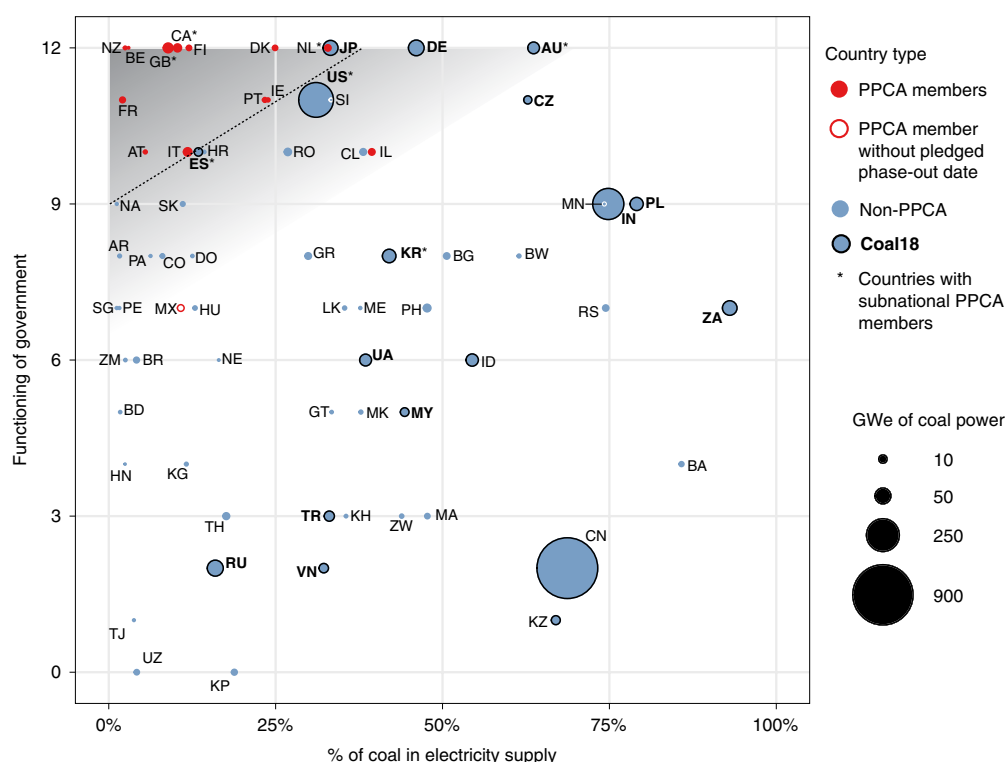 12
9
6
3
0
Functioning of government
0%
25%
50%
75%
100%
% of coal in electricity supply
NZ
BE
CA*
GB*
FI
DK
NL*
JP
DE
AU*
FR
PT
IE
US*
SI
CZ
AT
IT
ES*
HR
RO
CL
IL
NA
SK
MN
IN
PL
AR
PA
CO
DO
GR
KR*
BG
BW
SG
PE
MX
HU
LK
ME
PH
RS
ZA
ZM
BR
NE
UA
ID
BD
GT
MK
MY
HN
KG
BA
TH
TR
KH
ZW
MA
RU
VN
CN
KZ
TJ
UZ
KP
Country type
PPCA members
PPCA member
without pledged
phase-out date
Non-PPCA
Coal18
* Countries with
subnational PPCA
members
GWe of coal power
10
50
250
900